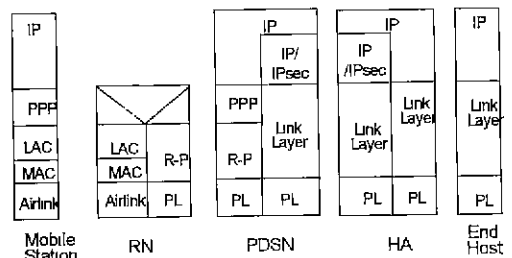 IP
PPP
LAC
MAC
Airlink
Mobile
Station
LAC
MAC
Airlink
R-P
PL
RN
IP
IP/
IPsec
PPP
R-P
PL
Link
Layer
PL
PDSN
IP
IP
/IPsec
Link
Layer
PL
Link
Layer
PL
HA
IP
Link
Layer
PL
End
Host